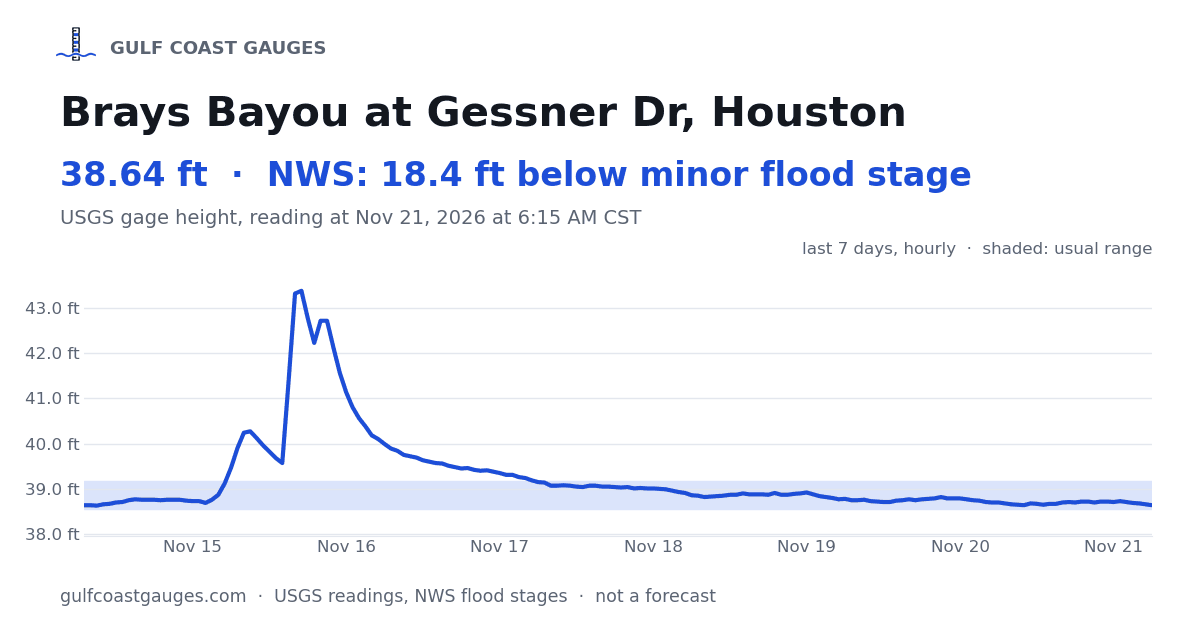 GULF COAST GAUGES
Brays Bayou at Gessner Dr, Houston
38.64 ft · NWS: 18.4 ft below minor flood stage
USGS gage height, reading at Nov 21, 2026 at 6:15 AM CST
last 7 days, hourly · shaded: usual range
43.0 ft
42.0 ft
41.0 ft
40.0 ft
39.0 ft
38.0 ft
Nov 15 Nov 16 Nov 17 Nov 18 Nov 19 Nov 20 Nov 21
gulfcoastgauges.com · USGS readings, NWS flood stages · not a forecast